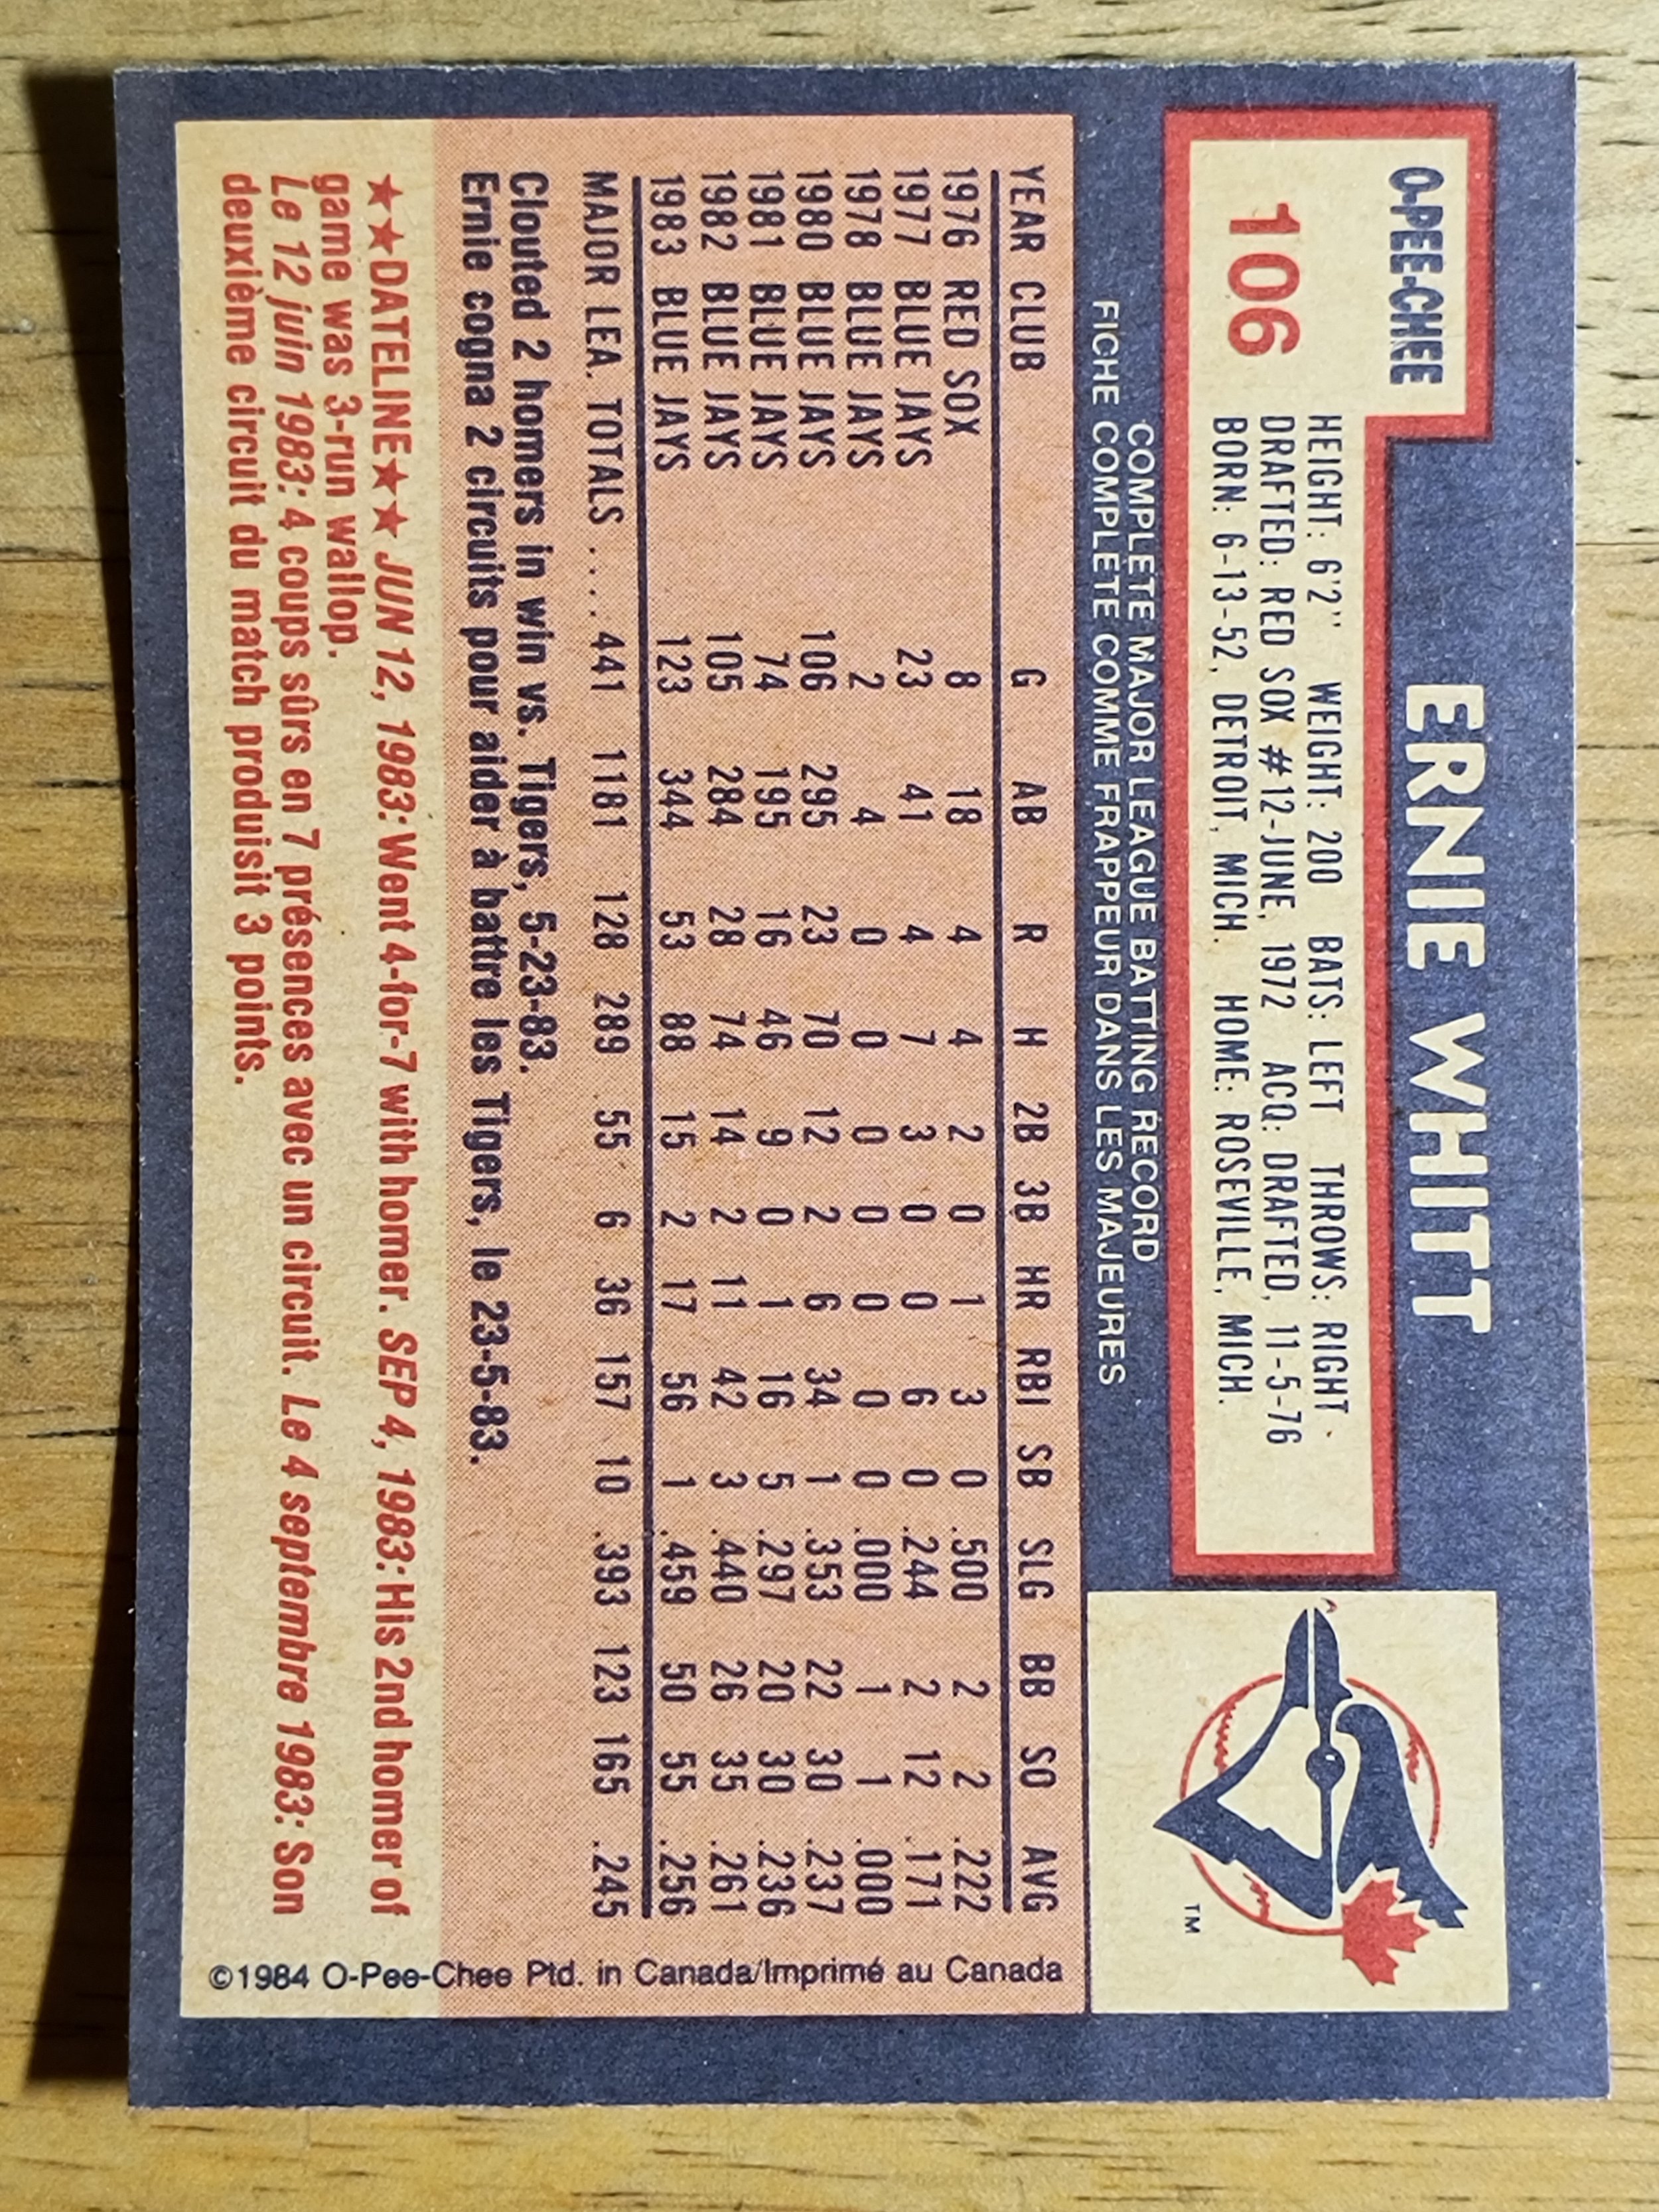 O-PEE-CHEE
106
ERNIE WHITT
HEIGHT: 6'2" WEIGHT: 200 BATS: LEFT THROWS: RIGHT
DRAFTED: RED SOX #12-JUNE, 1972 ACQ: DRAFTED, 11-5-76
BORN: 6-13-52, DETROIT, MICH. HOME: ROSEVILLE, MICH.
TM
COMPLETE MAJOR LEAGUE BATTING RECORD
FICHE COMPLETE COMME FRAPPEUR DANS LES MAJEURES
YEAR CLUB G AB R H 2B 3B HR RBI SB SLG BB SO AVG
1976 RED SOX 8 18 4 4 2 0 1 3 0 .500 2 2 .222
1977 BLUE JAYS 23 41 4 7 3 0 0 6 0 .244 2 12 .171
1978 BLUE JAYS 2 4 0 0 0 0 0 0 0 .000 1 1 .000
1980 BLUE JAYS 106 295 23 70 12 2 6 34 1 .353 22 30 .237
1981 BLUE JAYS 74 195 16 46 9 0 1 16 5 .297 20 30 .236
1982 BLUE JAYS 105 284 28 74 14 2 11 42 3 .440 26 35 .261
1983 BLUE JAYS 123 344 53 88 15 2 17 56 1 .459 50 55 .256
MAJOR LEA. TOTALS .... 441 1181 128 289 55 6 36 157 10 .393 123 165 .245
Clouted 2 homers in win vs. Tigers, 5-23-83.
Ernie cogna 2 circuits pour aider à battre les Tigers, le 23-5-83.
★★DATELINE★★ JUN 12, 1983: Went 4-for-7 with homer. SEP 4, 1983: His 2nd homer of
game was 3-run wallop.
Le 12 juin 1983: 4 coups sûrs en 7 présences avec un circuit. Le 4 septembre 1983: Son
deuxième circuit du match produisit 3 points.
©1984 O-Pee-Chee Ptd. in Canada/Imprimé au Canada